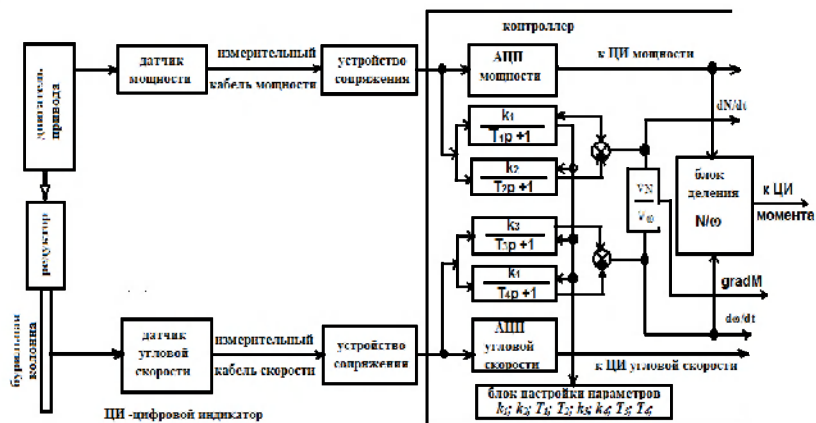 контроллер
двигатель
привода
датчик
мощности
измерительный
кабель мощности
устройство
сопряжения
АЦП
мощности
к ЦИ мощности
dN/dt
k₁
T₁p +1
k₂
T₂p +1
VN
Vω
блок
деления
N/ω
к ЦИ
момента
редуктор
k₃
T₃p +1
k₁
T₄p +1
gradM
dω/dt
бурильная
колонна
датчик
угловой
скорости
измерительный
кабель скорости
устройство
сопряжения
АЦП
угловой
скорости
к ЦИ угловой скорости
блок настройки параметров
k₁; k₂; T₁; T₂; k₃; k₄; T₃; T₄;
ЦИ -цифровой индикатор